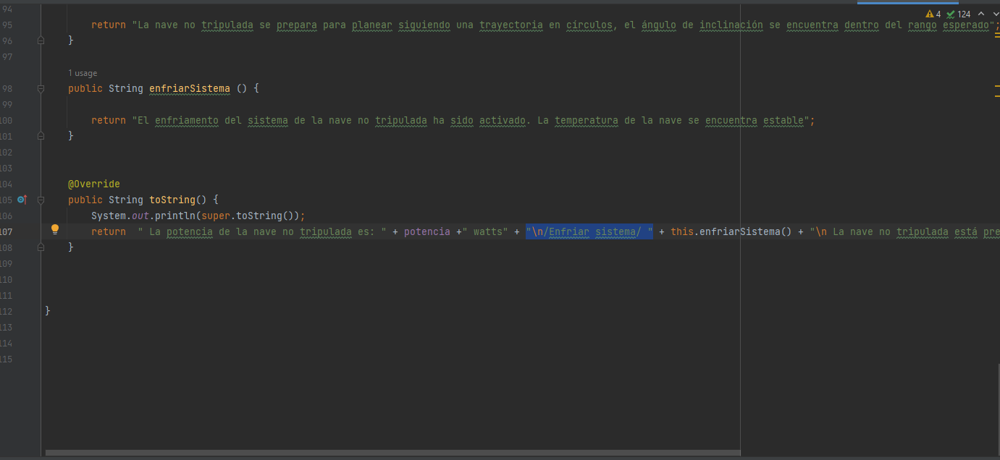 94
4 124
95 return "La nave no tripulada se prepara para planear siguiendo una trayectoria en círculos, el ángulo de inclinación se encuentra dentro del rango esperado";
96 }
97
1 usage
98 public String enfriarSistema () {
99
100 return "El enfriamento del sistema de la nave no tripulada ha sido activado. La temperatura de la nave se encuentra estable";
101 }
102
103
104 @Override
105 public String toString() {
106 System.out.println(super.toString());
107 return " La potencia de la nave no tripulada es: " + potencia +" watts" + "\n/Enfriar sistema/ " + this.enfriarSistema() + "\n La nave no tripulada está pre
108 }
109
110
111
112 }
113
114
115